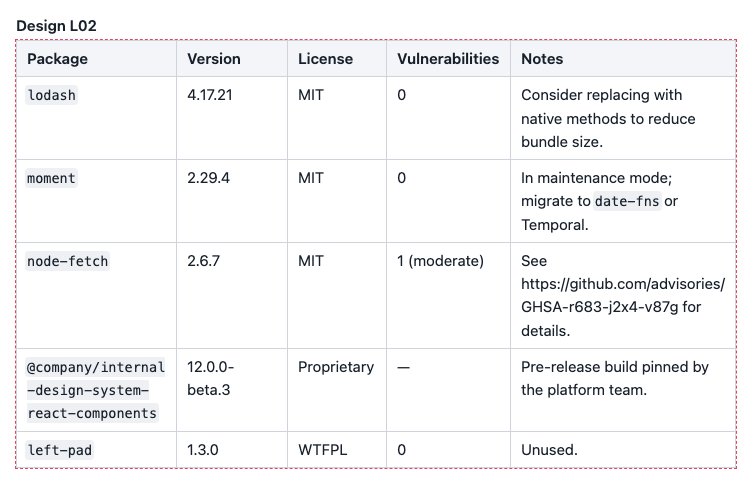 Design L02
Package Version License Vulnerabilities Notes
lodash 4.17.21 MIT 0 Consider replacing with
native methods to reduce
bundle size.
moment 2.29.4 MIT 0 In maintenance mode;
migrate to date-fns or
Temporal.
node-fetch 2.6.7 MIT 1 (moderate) See
https://github.com/advisories/
GHSA-r683-j2x4-v87g for
details.
@company/internal 12.0.0- Proprietary — Pre-release build pinned by
-design-system- beta.3 the platform team.
react-components
left-pad 1.3.0 WTFPL 0 Unused.